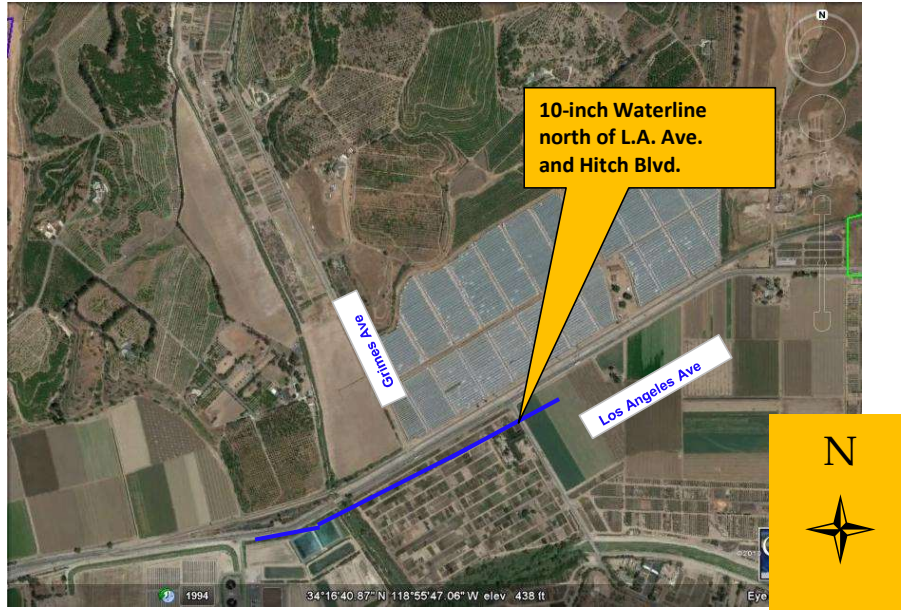 N
10-inch Waterline
north of L.A. Ave.
and Hitch Blvd.
Grimes Ave
Los Angeles Ave
N
1994
34°16'40.87" N 118°55'47.06" W elev 438 ft
Eye